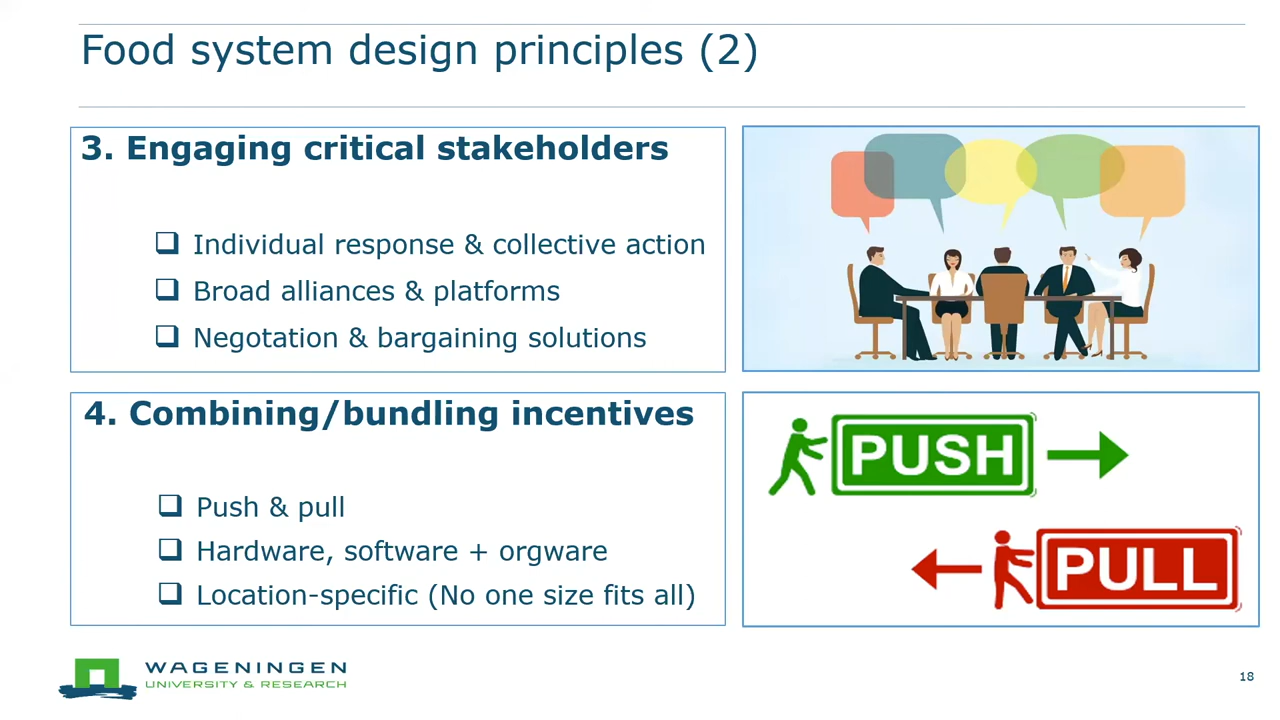 Food system design principles (2)
3. Engaging critical stakeholders
❑ Individual response & collective action
❑ Broad alliances & platforms
❑ Negotation & bargaining solutions
4. Combining/bundling incentives
❑ Push & pull
❑ Hardware, software + orgware
❑ Location-specific (No one size fits all)
PUSH
PULL
WAGENINGEN
UNIVERSITY & RESEARCH
18